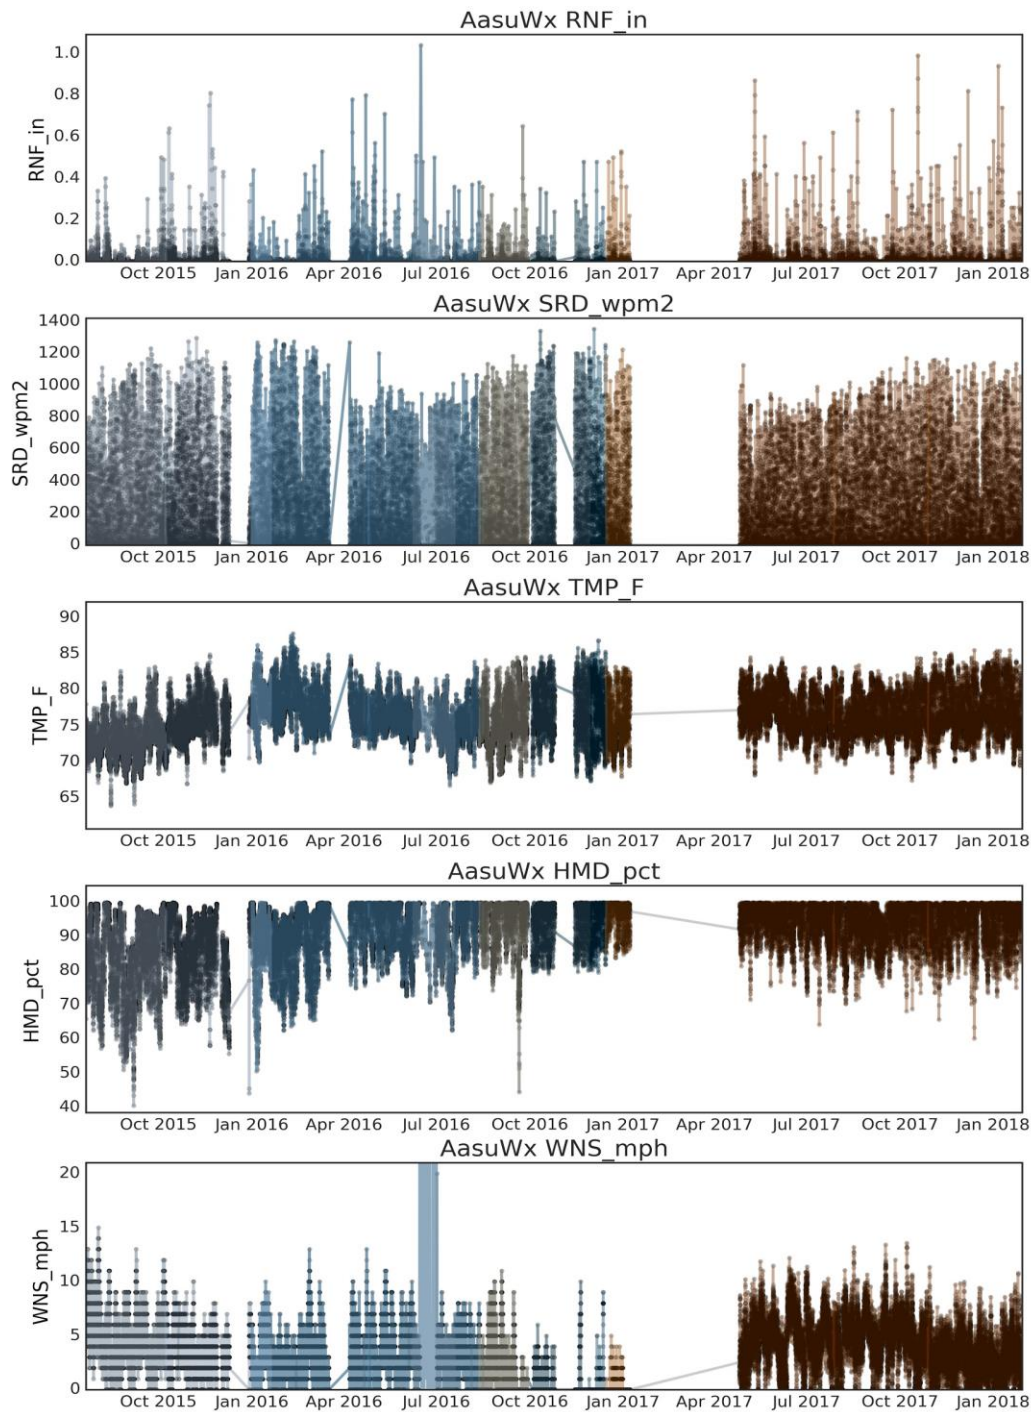 AasuWx RNF_in
1.0
0.8
0.6
0.4
0.2
0.0
RNF_in
Oct 2015 Jan 2016 Apr 2016 Jul 2016 Oct 2016 Jan 2017 Apr 2017 Jul 2017 Oct 2017 Jan 2018
AasuWx SRD_wpm2
1400
1200
1000
800
600
400
200
0
SRD_wpm2
Oct 2015 Jan 2016 Apr 2016 Jul 2016 Oct 2016 Jan 2017 Apr 2017 Jul 2017 Oct 2017 Jan 2018
AasuWx TMP_F
90
85
80
75
70
65
TMP_F
Oct 2015 Jan 2016 Apr 2016 Jul 2016 Oct 2016 Jan 2017 Apr 2017 Jul 2017 Oct 2017 Jan 2018
AasuWx HMD_pct
100
90
80
70
60
50
40
HMD_pct
Oct 2015 Jan 2016 Apr 2016 Jul 2016 Oct 2016 Jan 2017 Apr 2017 Jul 2017 Oct 2017 Jan 2018
AasuWx WNS_mph
20
15
10
5
0
WNS_mph
Oct 2015 Jan 2016 Apr 2016 Jul 2016 Oct 2016 Jan 2017 Apr 2017 Jul 2017 Oct 2017 Jan 2018